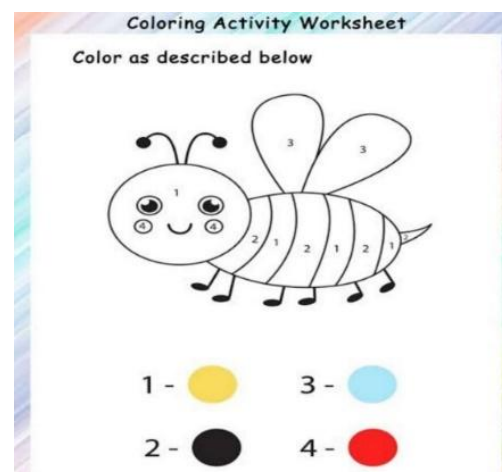 Coloring Activity Worksheet
Color as described below
3
3
1
4 4
2 1 2 1 2 1 2
1 - 3 -
2 - 4 -